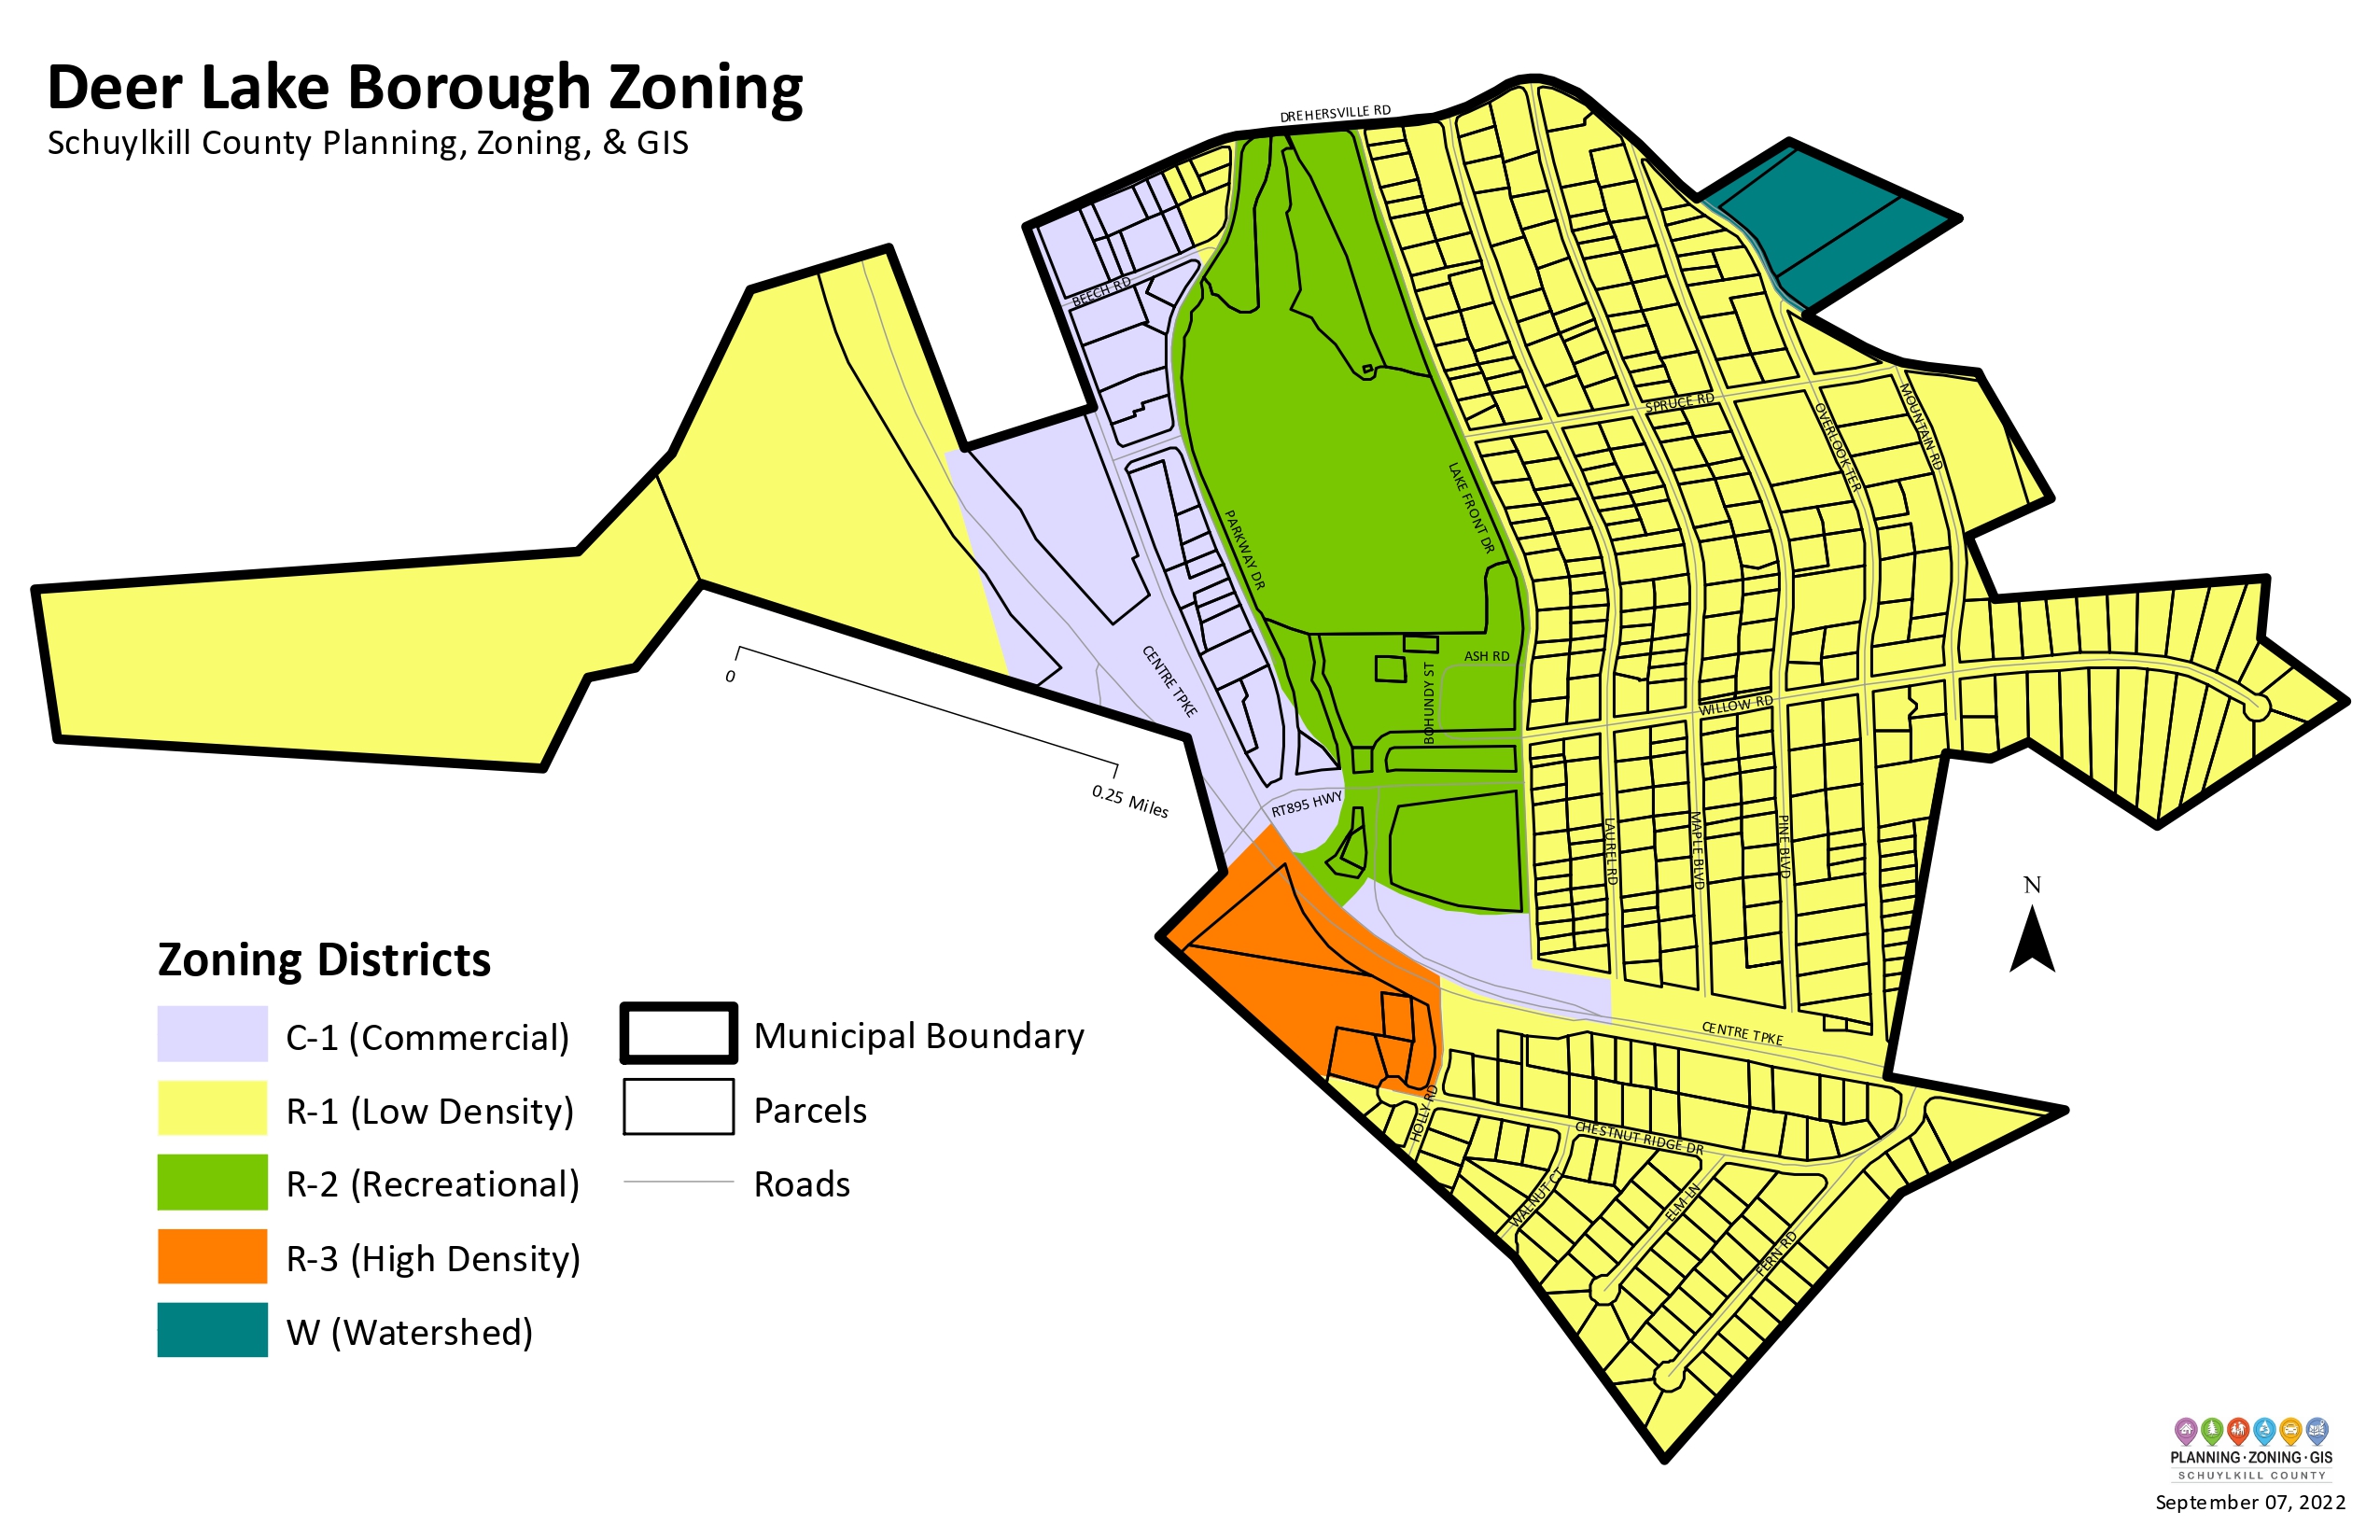 Deer Lake Borough Zoning
Schuylkill County Planning, Zoning, & GIS
DREHERSVILLE RD
BEECH RD
SPRUCE RD
OVERLOOK TER
MOUNTAIN RD
LAKE FRONT DR
PARKWAY DR
CENTRE TPKE
ASH RD
BOHUNDY ST
WILLOW RD
0
0.25 Miles
RT895 HWY
LAUREL RD
MAPLE BLVD
PINE BLVD
N
CENTRE TPKE
HOLLY RD
CHESTNUT RIDGE DR
WALNUT CT
ELM LN
FERN RD
Zoning Districts
C-1 (Commercial)
R-1 (Low Density)
R-2 (Recreational)
R-3 (High Density)
W (Watershed)
Municipal Boundary
Parcels
Roads
PLANNING·ZONING·GIS
SCHUYLKILL COUNTY
September 07, 2022